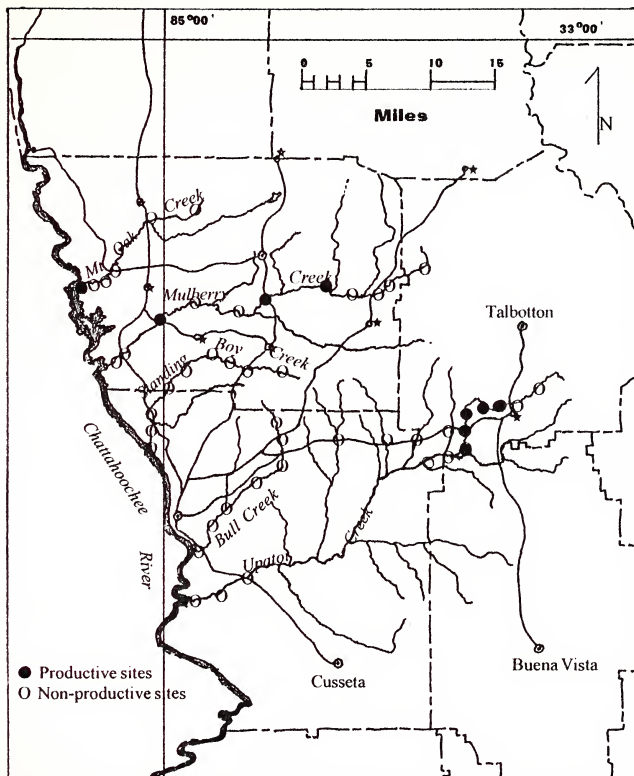 85°00'
33°00'
0 5 10 15
Miles
N
Mt. Oak Creek
Mulberry Creek
Talbotton
Standing Boy Creek
Chattahoochee River
Bull Creek
Upatoi Creek
Productive sites
Non-productive sites
Cusseta
Buena Vista